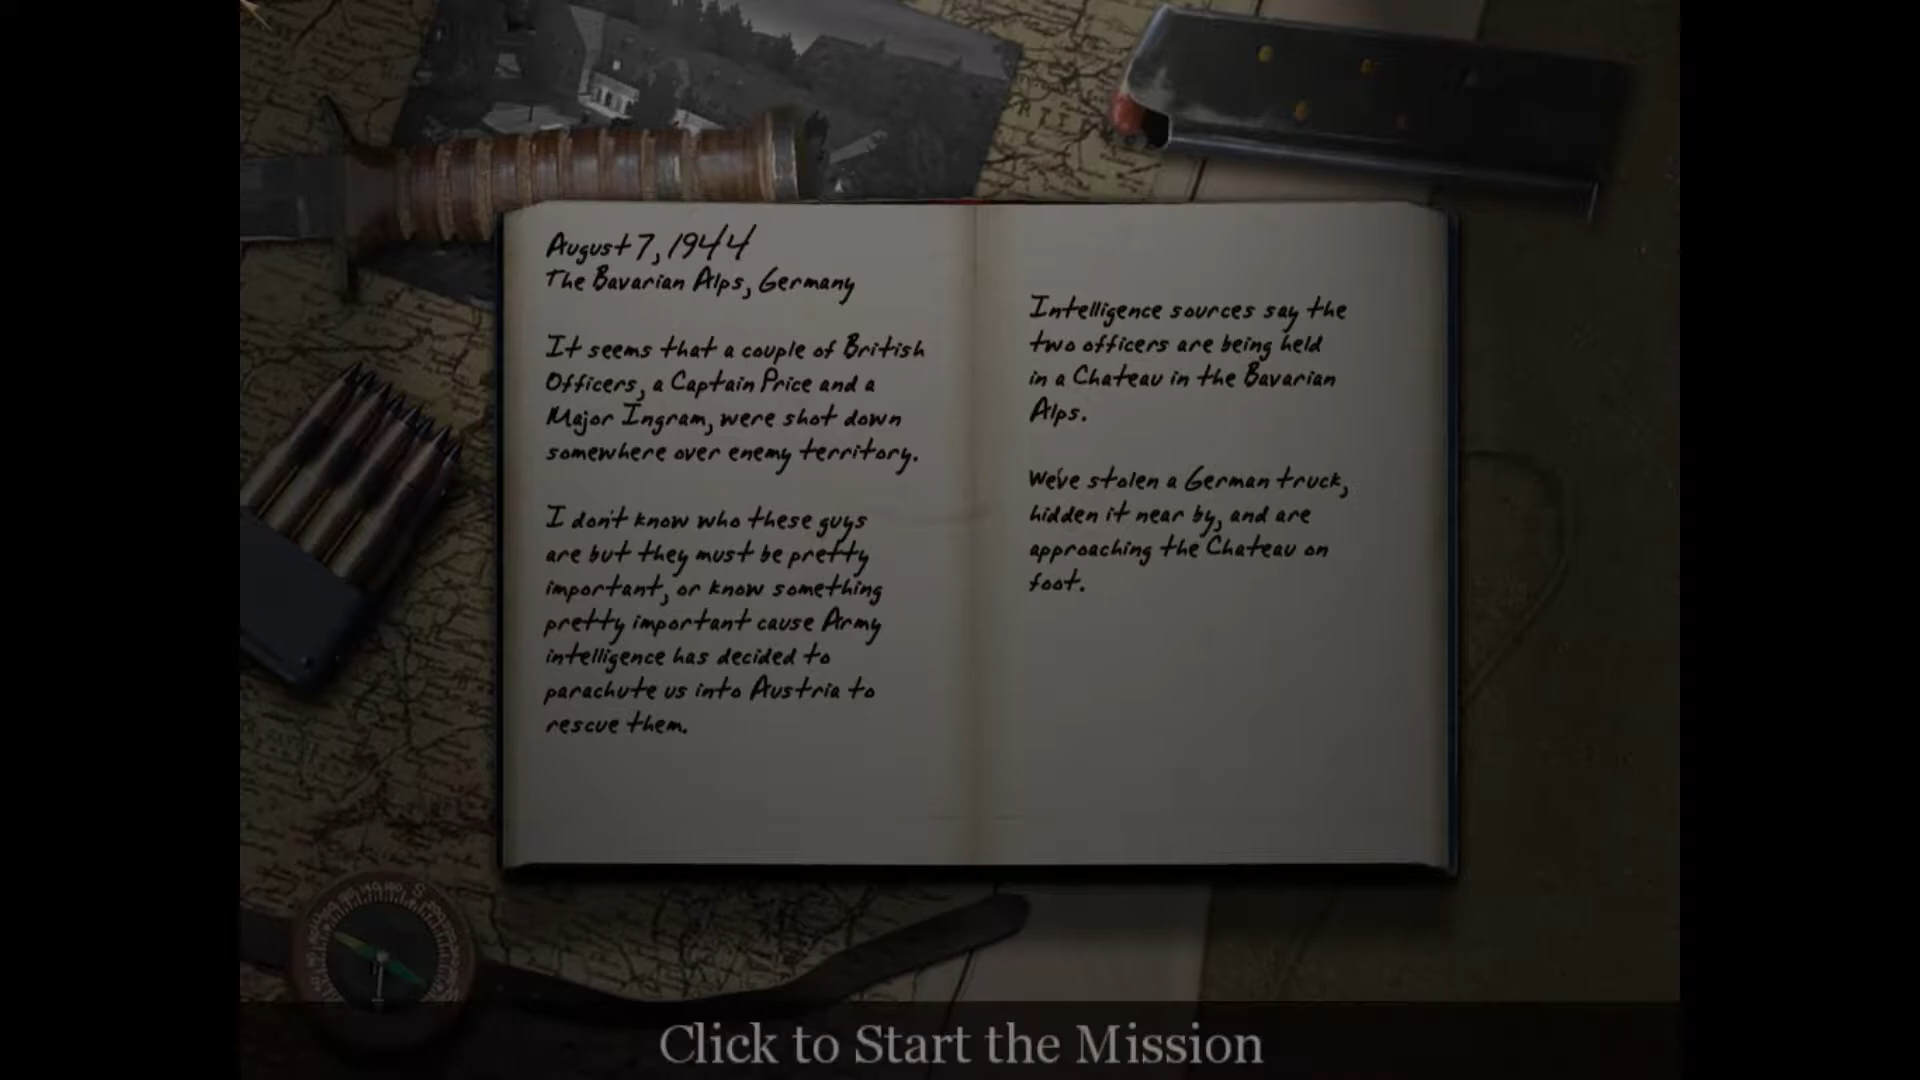 August 7, 1944
The Bavarian Alps, Germany
It seems that a couple of British
Officers, a Captain Price and a
Major Ingram, were shot down
somewhere over enemy territory.
I don't know who these guys
are but they must be pretty
important, or know something
pretty important cause Army
intelligence has decided to
parachute us into Austria to
rescue them.
Intelligence sources say the
two officers are being held
in a Chateau in the Bavarian
Alps.
We've stolen a German truck,
hidden it near by, and are
approaching the Chateau on
foot.
Click to Start the Mission